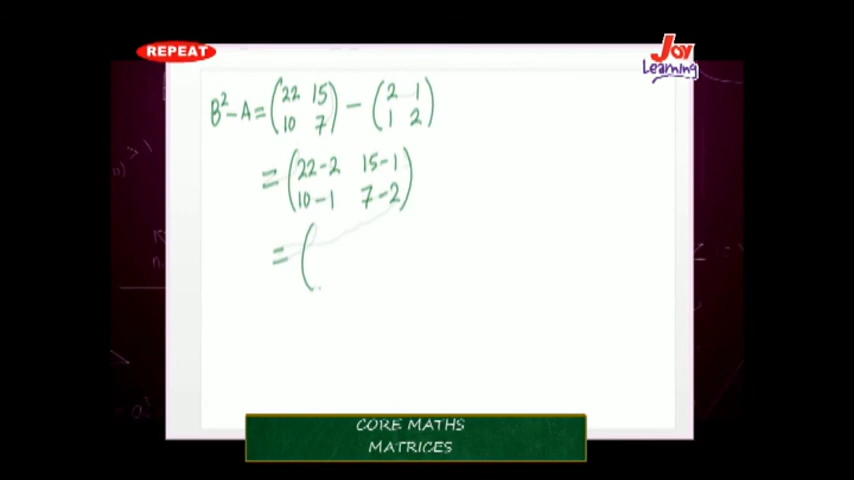 REPEAT
Joy
Learning
B² - A = (22 15) - (2 1)
(10 7) (1 2)
= (22-2 15-1)
(10-1 7-2)
= (
CORE MATHS
MATRICES